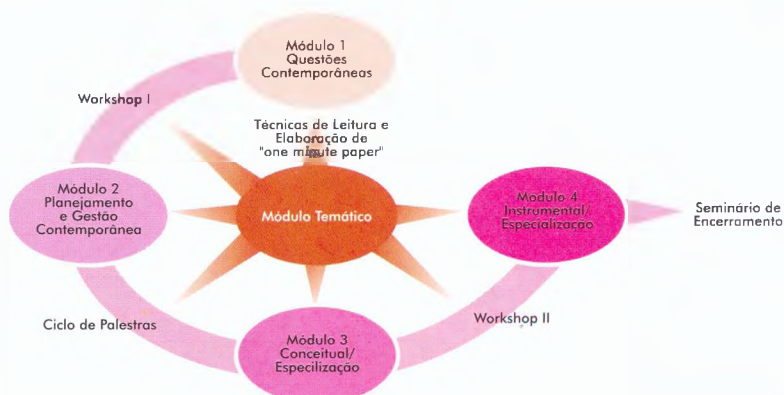 Módulo 1
Questões
Contemporâneas
Workshop I
Técnicas de Leitura e
Elaboração de
"one minute paper"
Módulo 2
Planejamento
e Gestão
Contemporânea
Módulo Temático
Modulo 4
Instrumental/
Especialização
Seminário de
Encerramento
Ciclo de Palestras
Módulo 3
Conceitual/
Especilização
Workshop II